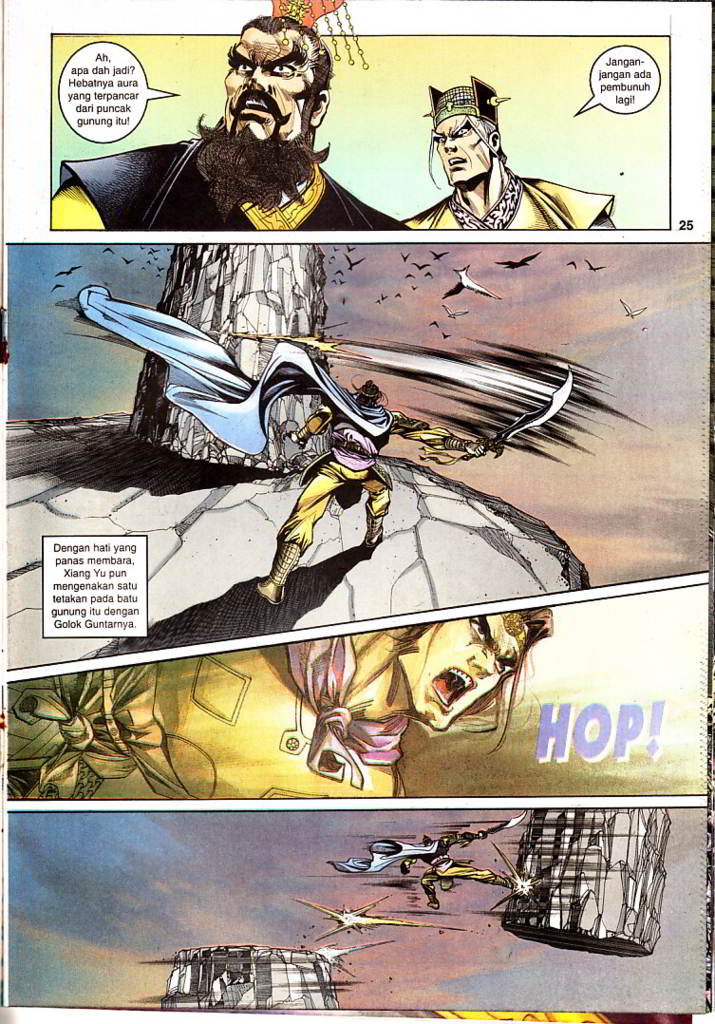 Ah,
apa dah jadi?
Hebatnya aura
yang terpancar
dari puncak
gunung itu!
Jangan-
jangan ada
pembunuh
lagi!
25
Dengan hati yang
panas membara,
Xiang Yu pun
mengenakan satu
tetakan pada batu
gunung itu dengan
Golok Guntarnya.
HOP!